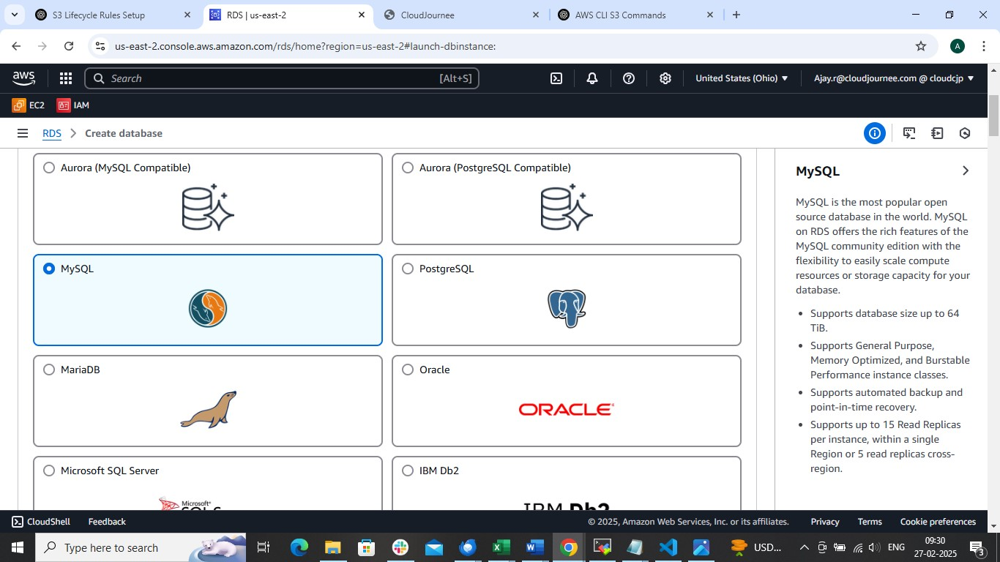 S3 Lifecycle Rules Setup
RDS | us-east-2
CloudJournee
AWS CLI S3 Commands
us-east-2.console.aws.amazon.com/rds/home?region=us-east-2#launch-dbinstance:
A
aws
Search
[Alt+S]
United States (Ohio)
Ajay.r@cloudjournee.com @ cloudcjp
EC2
IAM
RDS
Create database
Aurora (MySQL Compatible)
Aurora (PostgreSQL Compatible)
MySQL
PostgreSQL
MariaDB
Oracle
ORACLE
Microsoft SQL Server
IBM Db2
Microsoft®
IBM Db2
MySQL
MySQL is the most popular open
source database in the world. MySQL
on RDS offers the rich features of the
MySQL community edition with the
flexibility to easily scale compute
resources or storage capacity for your
database.
• Supports database size up to 64
TiB.
• Supports General Purpose,
Memory Optimized, and Burstable
Performance instance classes.
• Supports automated backup and
point-in-time recovery.
• Supports up to 15 Read Replicas
per instance, within a single
Region or 5 read replicas cross-
region.
CloudShell
Feedback
© 2025, Amazon Web Services, Inc. or its affiliates.
Privacy
Terms
Cookie preferences
Type here to search
USD...
ENG
09:30
27-02-2025
3